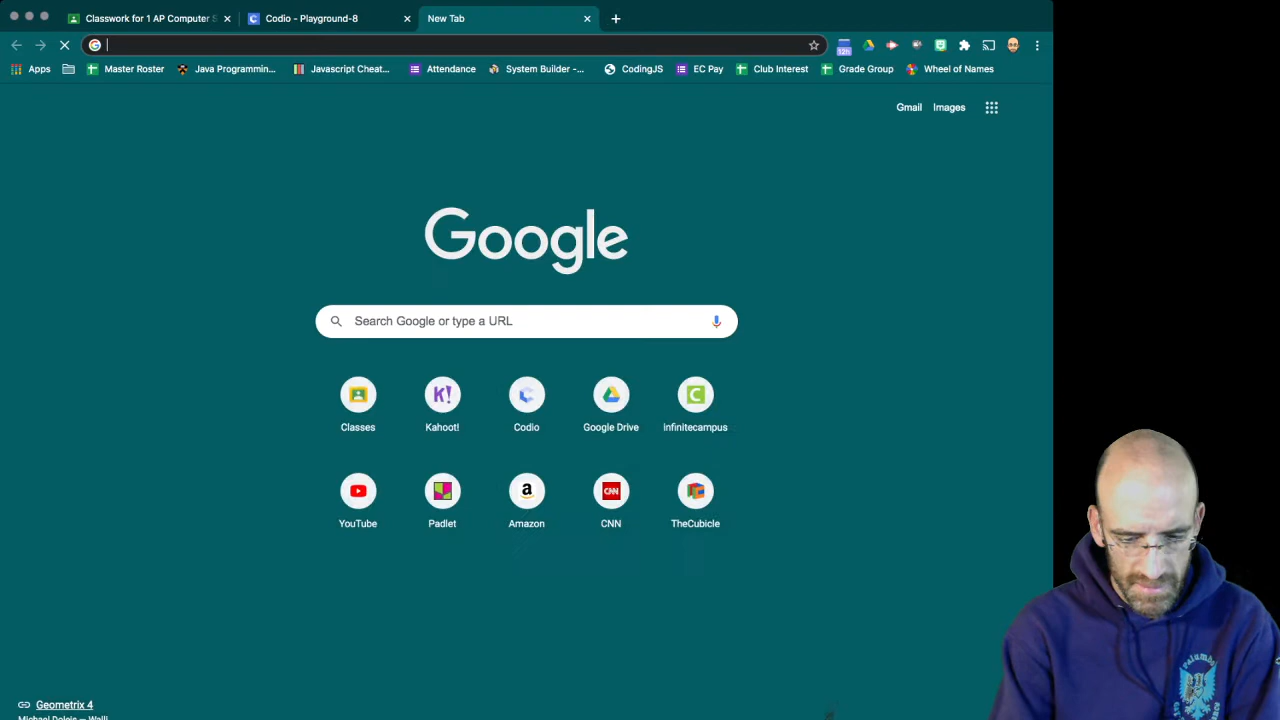 Classwork for 1 AP Computer S
Codio - Playground-8
New Tab
12h
Apps
Master Roster
Java Programmin...
Javascript Cheat...
Attendance
System Builder -...
CodingJS
EC Pay
Club Interest
Grade Group
Wheel of Names
Gmail
Images
Google
Search Google or type a URL
K!
C
Classes
Kahoot!
Codio
Google Drive
infinitecampus
a
CNN
YouTube
Padlet
Amazon
CNN
TheCubicle
Geometrix 4